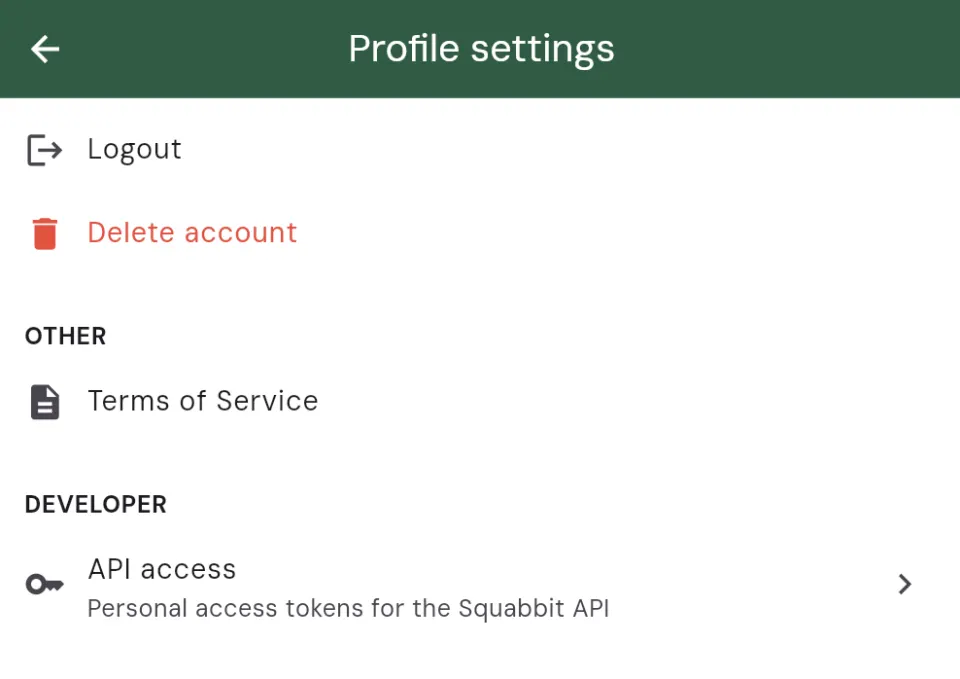 Profile settings
Logout
Delete account
OTHER
Terms of Service
DEVELOPER
API access
Personal access tokens for the Squabbit API